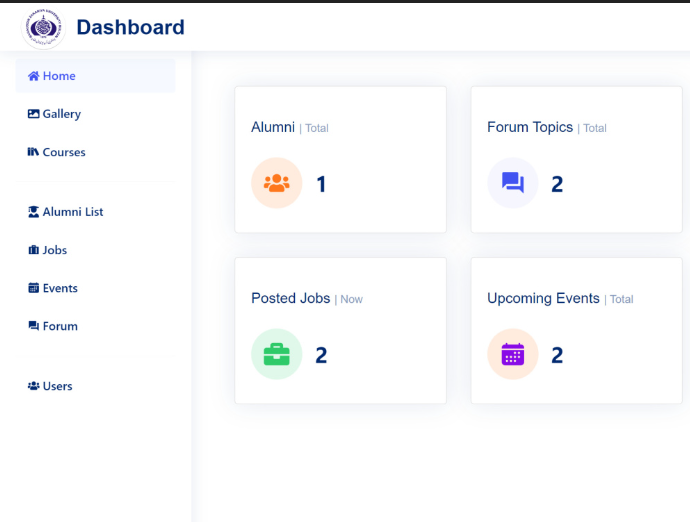 Dashboard
Home
Gallery
Courses
Alumni List
Jobs
Events
Forum
Users
Alumni | Total
1
Forum Topics | Total
2
Posted Jobs | Now
2
Upcoming Events | Total
2